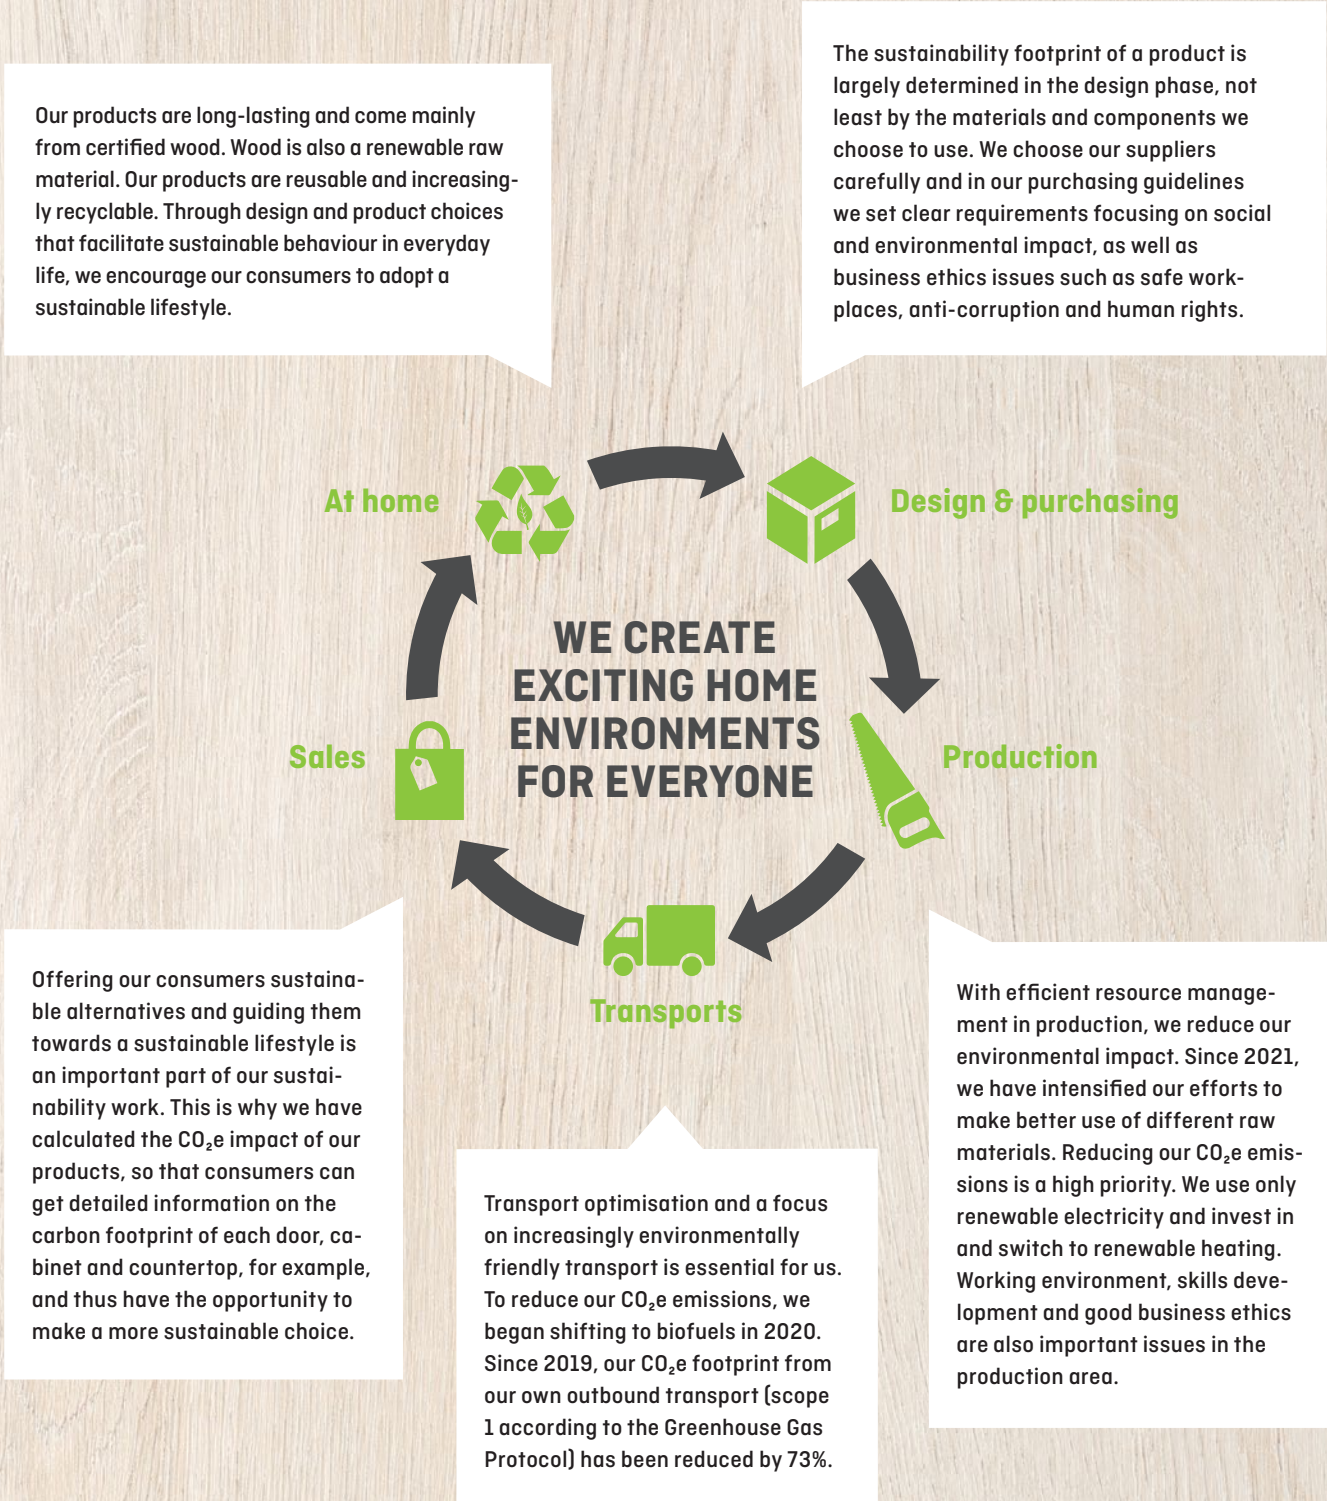 Our products are long-lasting and come mainly
from certified wood. Wood is also a renewable raw
material. Our products are reusable and increasing-
ly recyclable. Through design and product choices
that facilitate sustainable behaviour in everyday
life, we encourage our consumers to adopt a
sustainable lifestyle.
The sustainability footprint of a product is
largely determined in the design phase, not
least by the materials and components we
choose to use. We choose our suppliers
carefully and in our purchasing guidelines
we set clear requirements focusing on social
and environmental impact, as well as
business ethics issues such as safe work-
places, anti-corruption and human rights.
At home
Design & purchasing
WE CREATE
EXCITING HOME
ENVIRONMENTS
FOR EVERYONE
Sales
Production
Transports
Offering our consumers sustaina-
ble alternatives and guiding them
towards a sustainable lifestyle is
an important part of our sustai-
nability work. This is why we have
calculated the CO₂e impact of our
products, so that consumers can
get detailed information on the
carbon footprint of each door, ca-
binet and countertop, for example,
and thus have the opportunity to
make a more sustainable choice.
Transport optimisation and a focus
on increasingly environmentally
friendly transport is essential for us.
To reduce our CO₂e emissions, we
began shifting to biofuels in 2020.
Since 2019, our CO₂e footprint from
our own outbound transport (scope
1 according to the Greenhouse Gas
Protocol) has been reduced by 73%.
With efficient resource manage-
ment in production, we reduce our
environmental impact. Since 2021,
we have intensified our efforts to
make better use of different raw
materials. Reducing our CO₂e emis-
sions is a high priority. We use only
renewable electricity and invest in
and switch to renewable heating.
Working environment, skills deve-
lopment and good business ethics
are also important issues in the
production area.